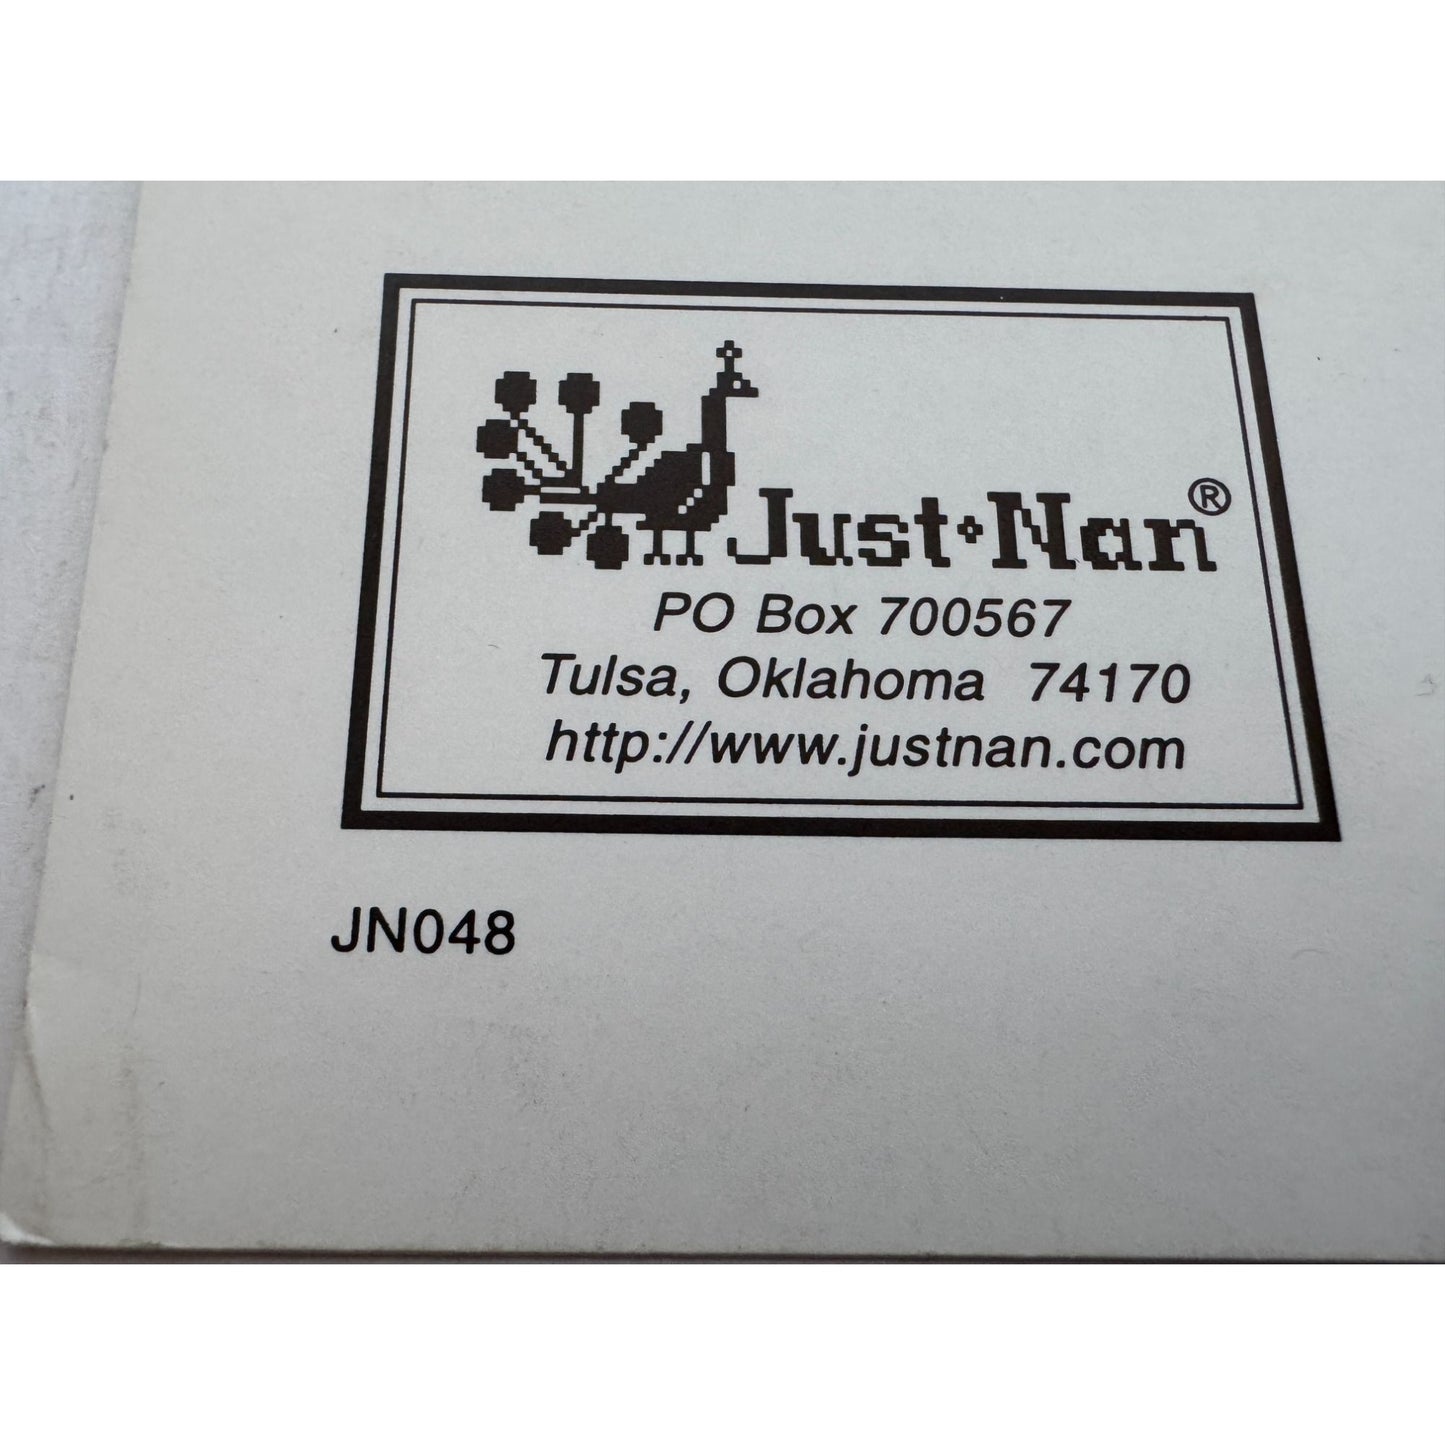 Just·Nan®
PO Box 700567
Tulsa, Oklahoma 74170
http://www.justnan.com
JN048